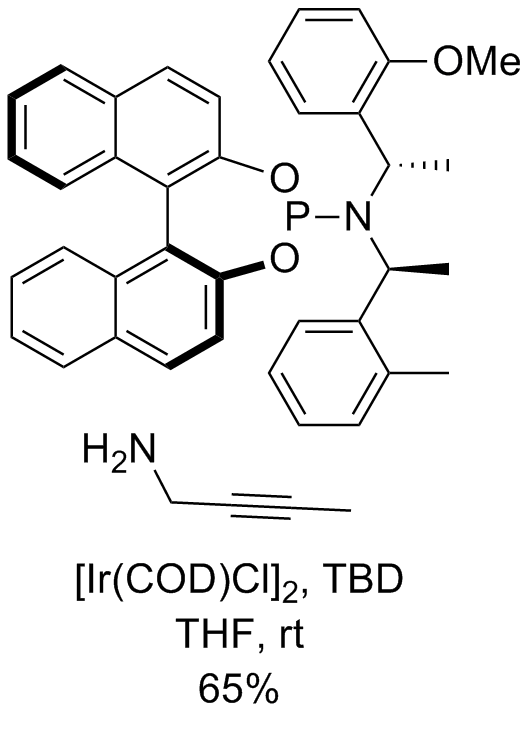 OMe
O
P
N
O
H₂N
[Ir(COD)Cl]₂, TBD
THF, rt
65%